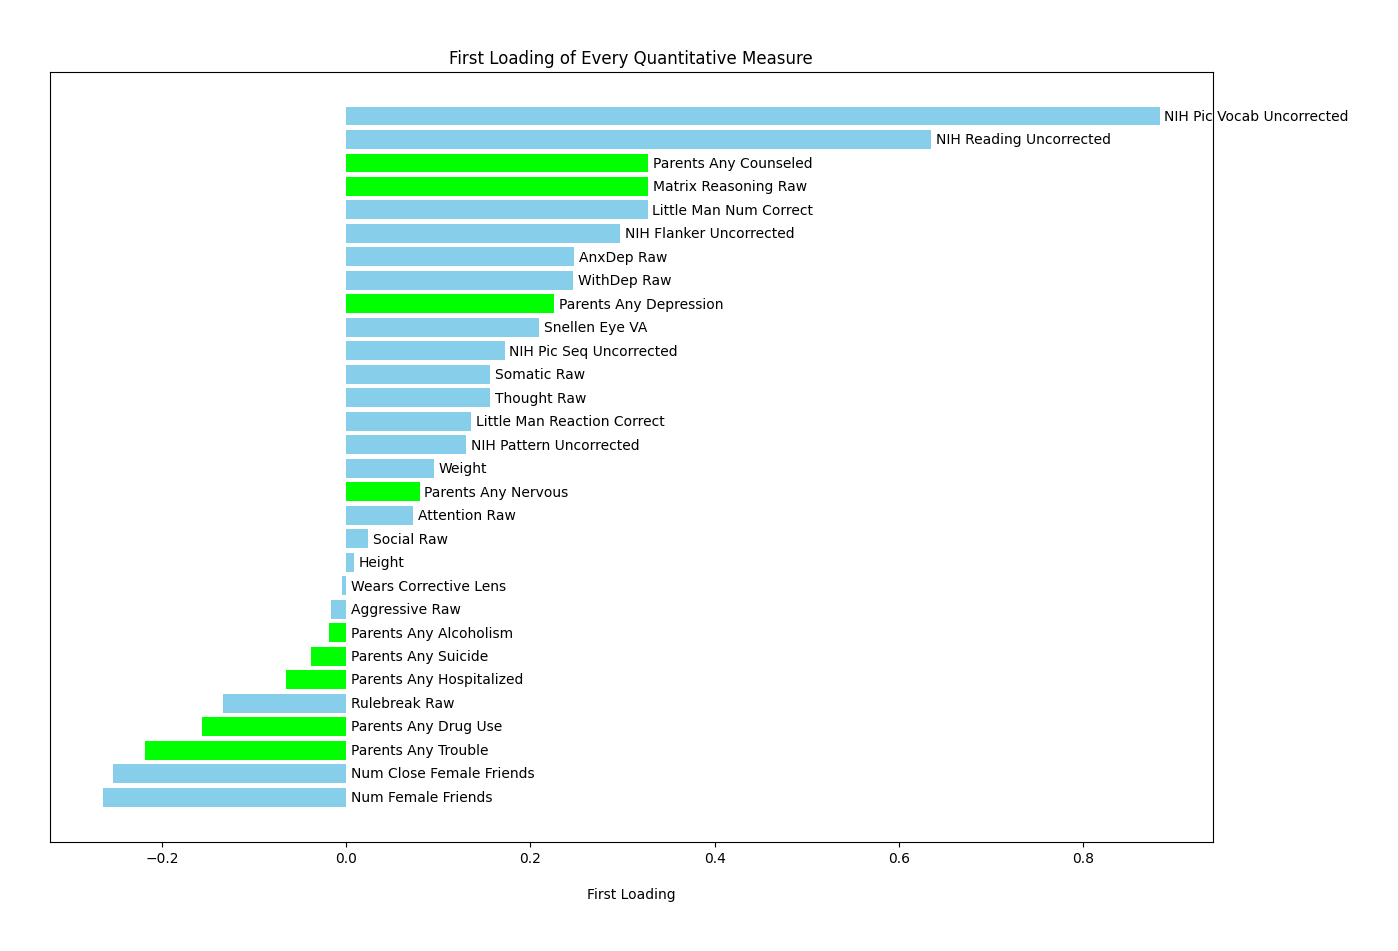 First Loading of Every Quantitative Measure
NIH Pic Vocab Uncorrected
NIH Reading Uncorrected
Parents Any Counseled
Matrix Reasoning Raw
Little Man Num Correct
NIH Flanker Uncorrected
AnxDep Raw
WithDep Raw
Parents Any Depression
Snellen Eye VA
NIH Pic Seq Uncorrected
Somatic Raw
Thought Raw
Little Man Reaction Correct
NIH Pattern Uncorrected
Weight
Parents Any Nervous
Attention Raw
Social Raw
Height
Wears Corrective Lens
Aggressive Raw
Parents Any Alcoholism
Parents Any Suicide
Parents Any Hospitalized
Rulebreak Raw
Parents Any Drug Use
Parents Any Trouble
Num Close Female Friends
Num Female Friends
−0.2 0.0 0.2 0.4 0.6 0.8
First Loading